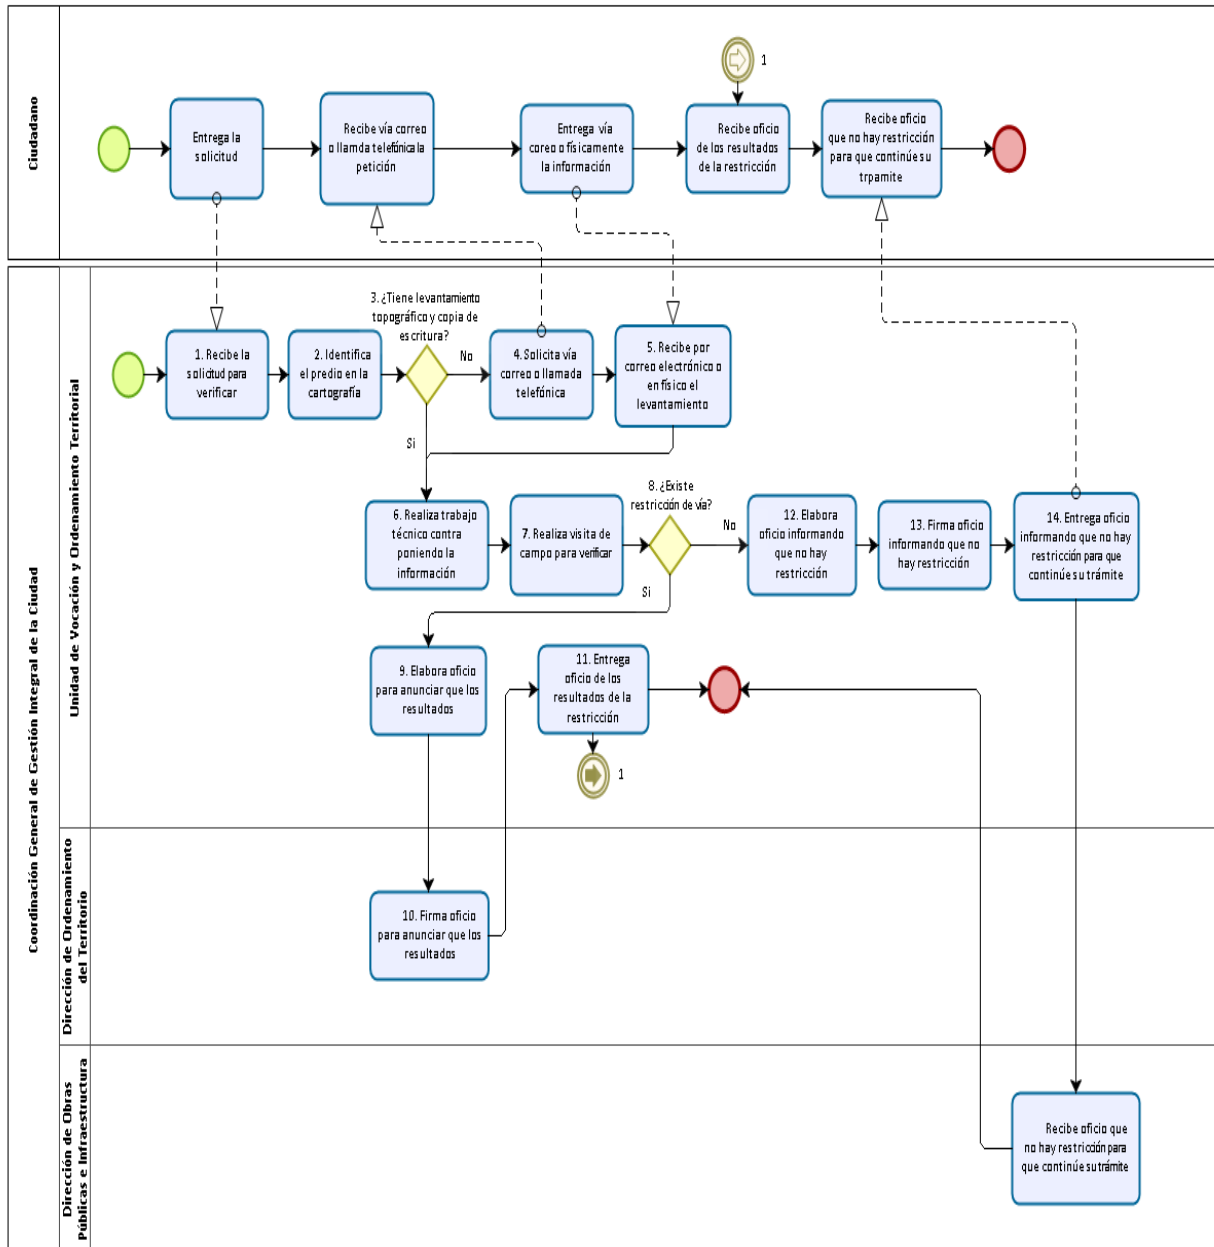 Ciudadano
Entrega la
solicitud
Recibe vía correo
o llamda telefónica la
petición
Entrega vía
coreo o físicamente
la información
1
Recibe oficio
de los resultados
de la restricción
Recibe oficio
que no hay restricción
para que continúe su
trpamite
Coordinación General de Gestión Integral de la Ciudad
Unidad de Vocación y Ordenamiento Territorial
1. Recibe la
solicitud para
verificar
2. Identifica
el predio en la
cartografía
3. ¿Tiene levantamiento
topográfico y copia de
escritura?
No
Si
4. Solicita vía
correo o llamada
telefónica
5. Recibe por
correo electrónico o
en físico el
levantamiento
6. Realiza trabajo
técnico contra
poniendo la
información
7. Realiza visita de
campo para verificar
8. ¿Existe
restricción de vía?
No
Si
12. Elabora
oficio informando
que no hay
restricción
13. Firma oficio
informando que no
hay restricción
14. Entrega oficio
informando que no hay
restricción para que
continúe su trámite
9. Elabora oficio
para anunciar que los
resultados
11. Entrega
oficio de los
resultados de la
restricción
1
Dirección de Ordenamiento
del Territorio
10. Firma oficio
para anunciar que los
resultados
Dirección de Obras
Públicas e Infraestructura
Recibe oficio que
no hay restricción para
que continúe su trámite